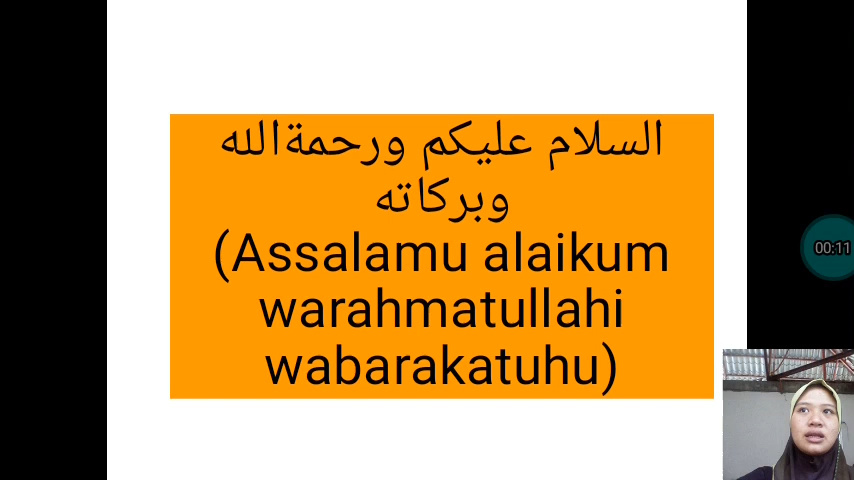 السلام عليكم ورحمةالله
وبركاته
(Assalamu alaikum
warahmatullahi
wabarakatuhu)
00:11